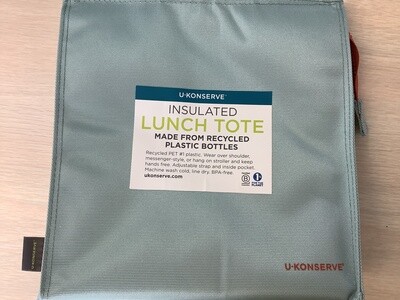 U·KONSERVE™
INSULATED
LUNCH TOTE
MADE FROM RECYCLED
PLASTIC BOTTLES
Recycled PET #1 plastic. Wear over shoulder,
messenger-style, or hang on stroller and keep
hands free. Adjustable strap and inside pocket.
Machine wash cold, line dry. BPA-free.
ukonserve.com
B
U·KONSERVE®
U·KONSERVE